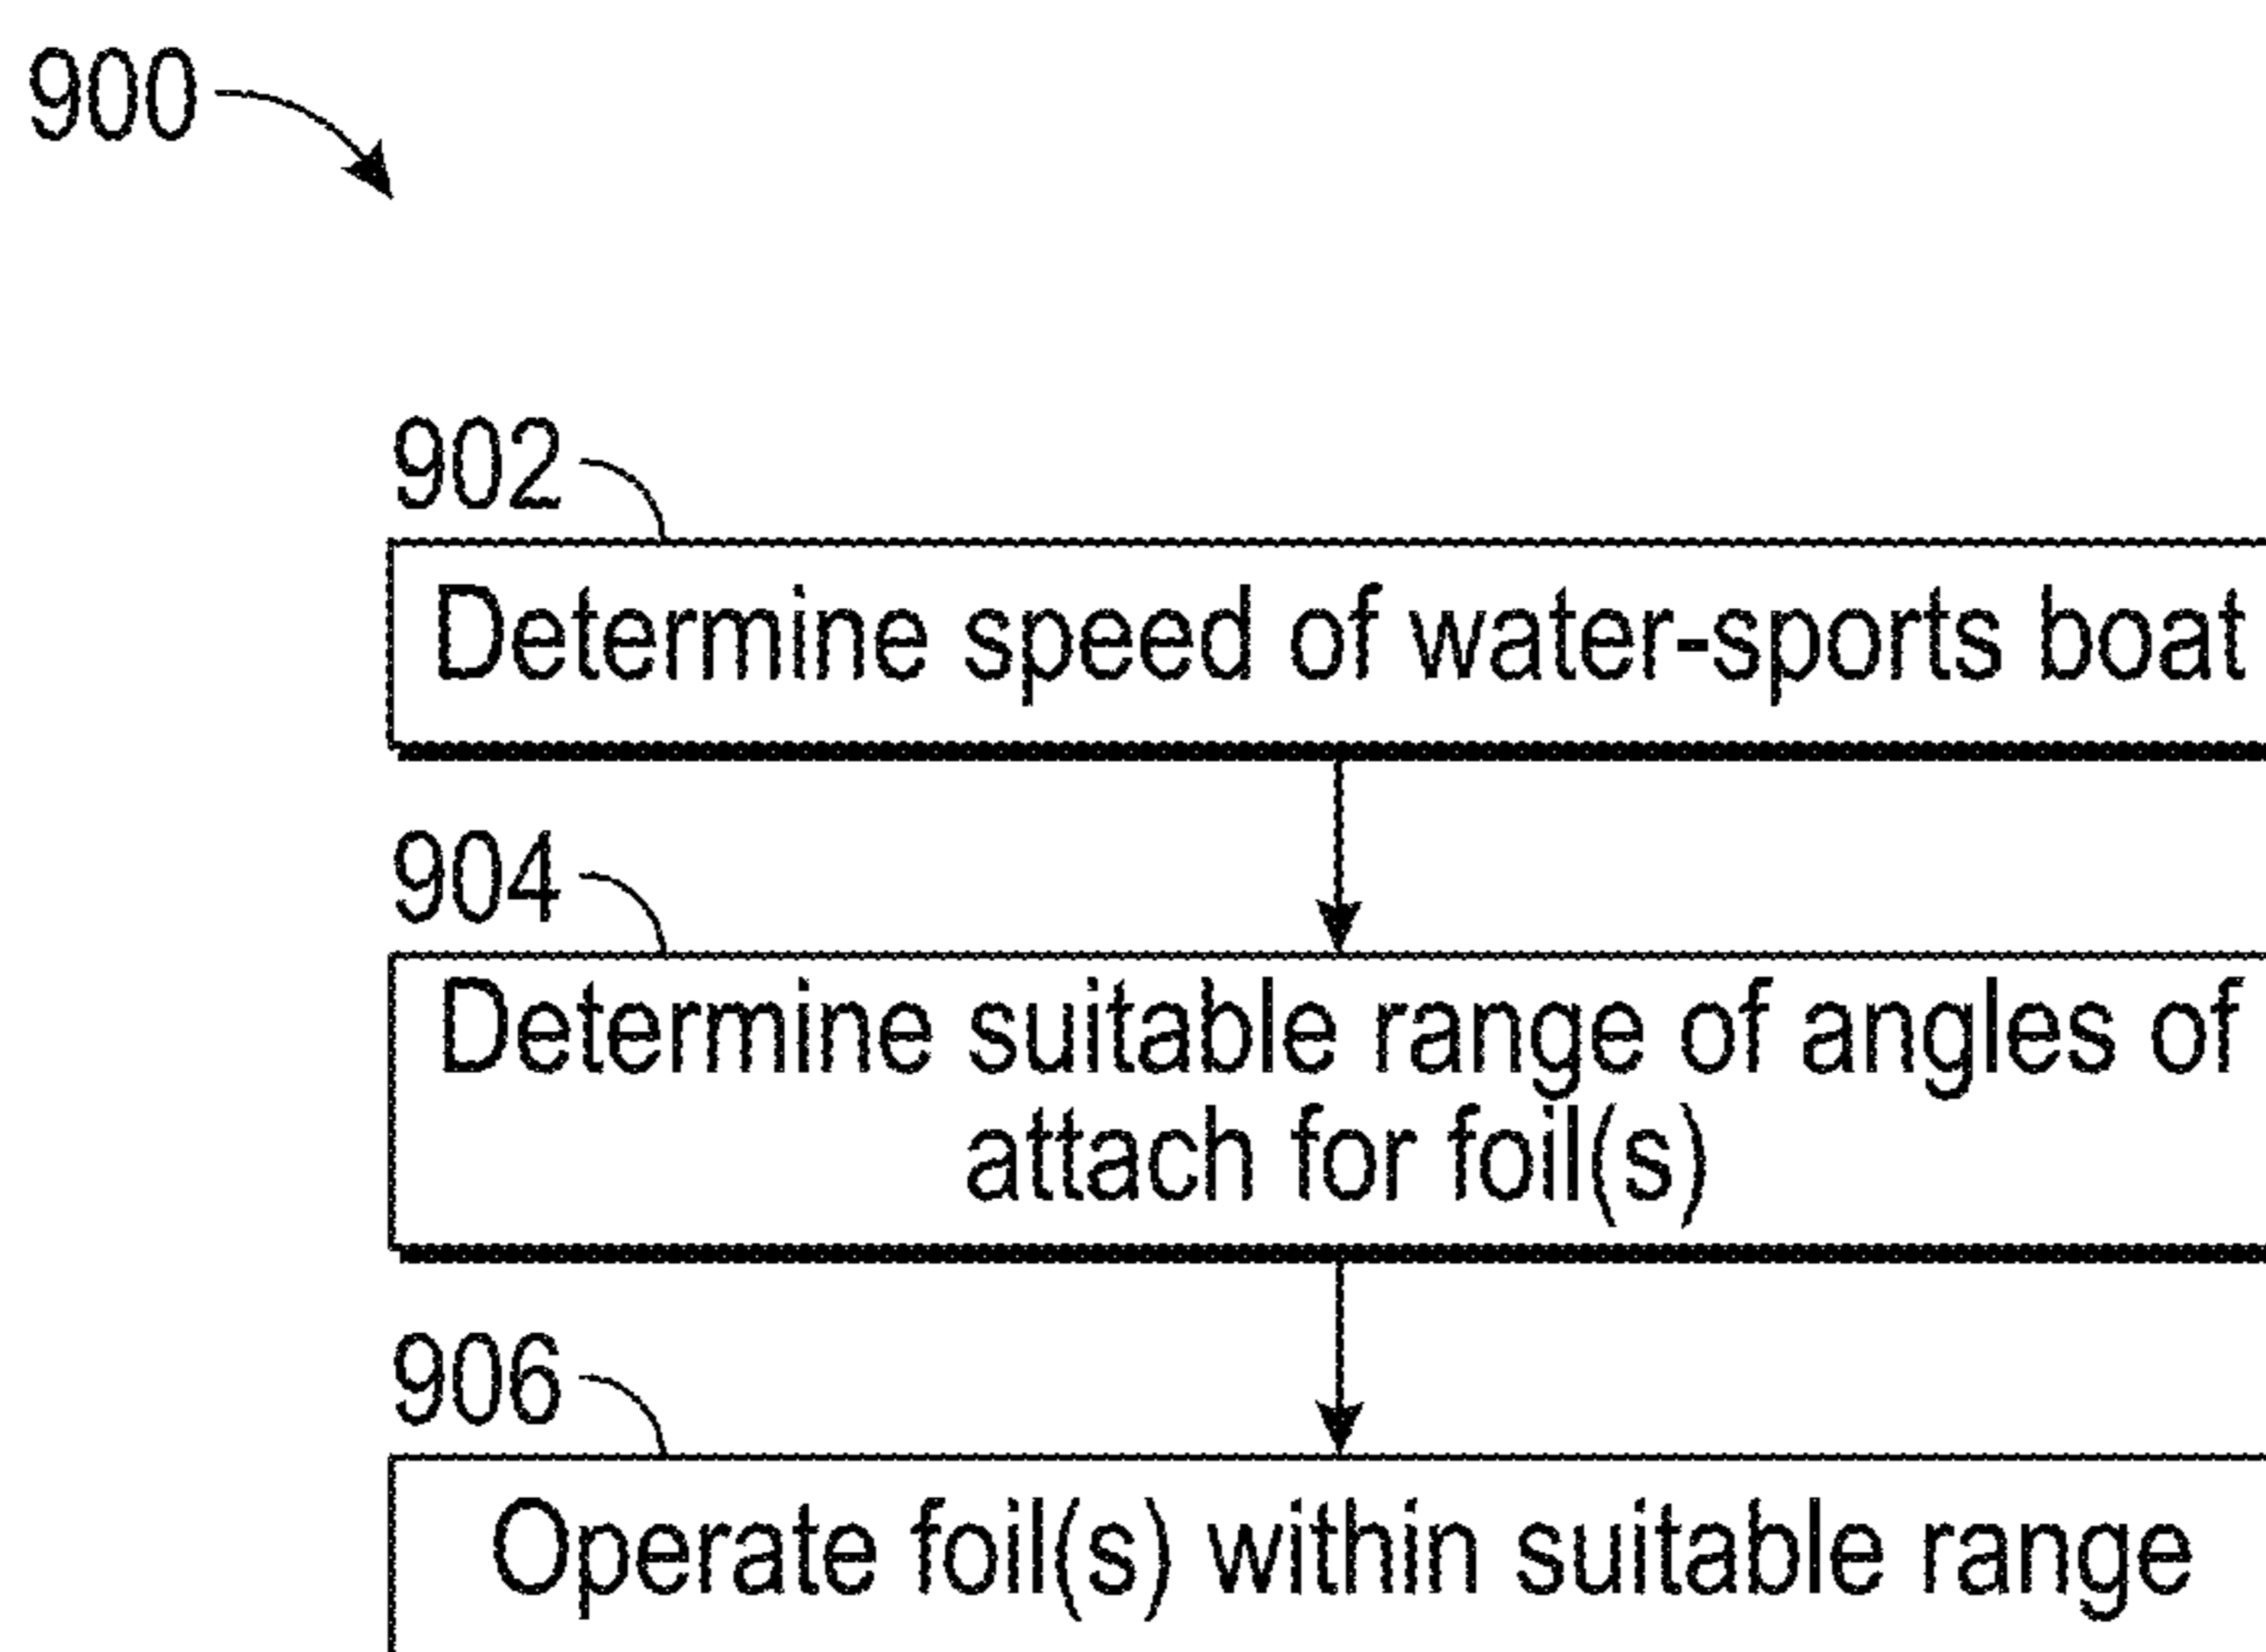 900
902
Determine speed of water-sports boat
904
Determine suitable range of angles of
attach for foil(s)
906
Operate foil(s) within suitable range